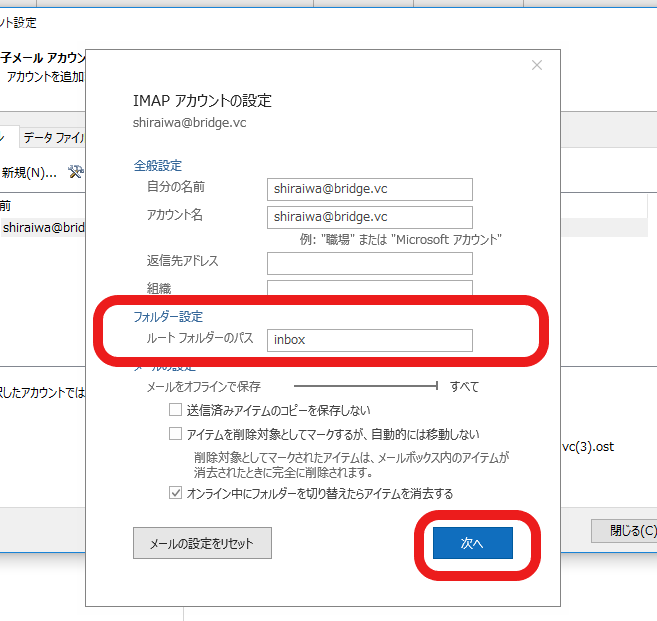 ント設定
子メール アカウン
アカウントを追加
データ ファイル
新規(N)...
前
shiraiwa@brid
択したアカウントでは
IMAP アカウントの設定
shiraiwa@bridge.vc
全般設定
自分の名前 shiraiwa@bridge.vc
アカウント名 shiraiwa@bridge.vc
例: "職場" または "Microsoft アカウント"
返信先アドレス
組織
フォルダー設定
ルート フォルダーのパス inbox
メールの設定
メールをオフラインで保存 すべて
送信済みアイテムのコピーを保存しない
アイテムを削除対象としてマークするが、自動的には移動しない
削除対象としてマークされたアイテムは、メールボックス内のアイテムが
消去されたときに完全に削除されます。
オンライン中にフォルダーを切り替えたらアイテムを消去する
メールの設定をリセット 次へ
vc(3).ost
閉じる(C)